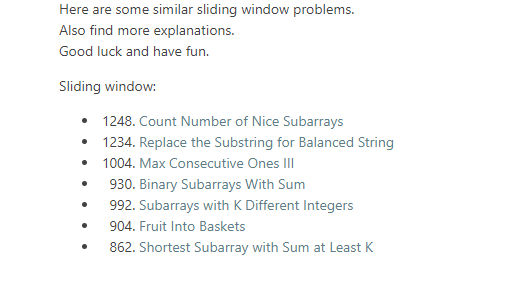 Here are some similar sliding window problems.
Also find more explanations.
Good luck and have fun.
Sliding window:
• 1248. Count Number of Nice Subarrays
• 1234. Replace the Substring for Balanced String
• 1004. Max Consecutive Ones III
• 930. Binary Subarrays With Sum
• 992. Subarrays with K Different Integers
• 904. Fruit Into Baskets
• 862. Shortest Subarray with Sum at Least K